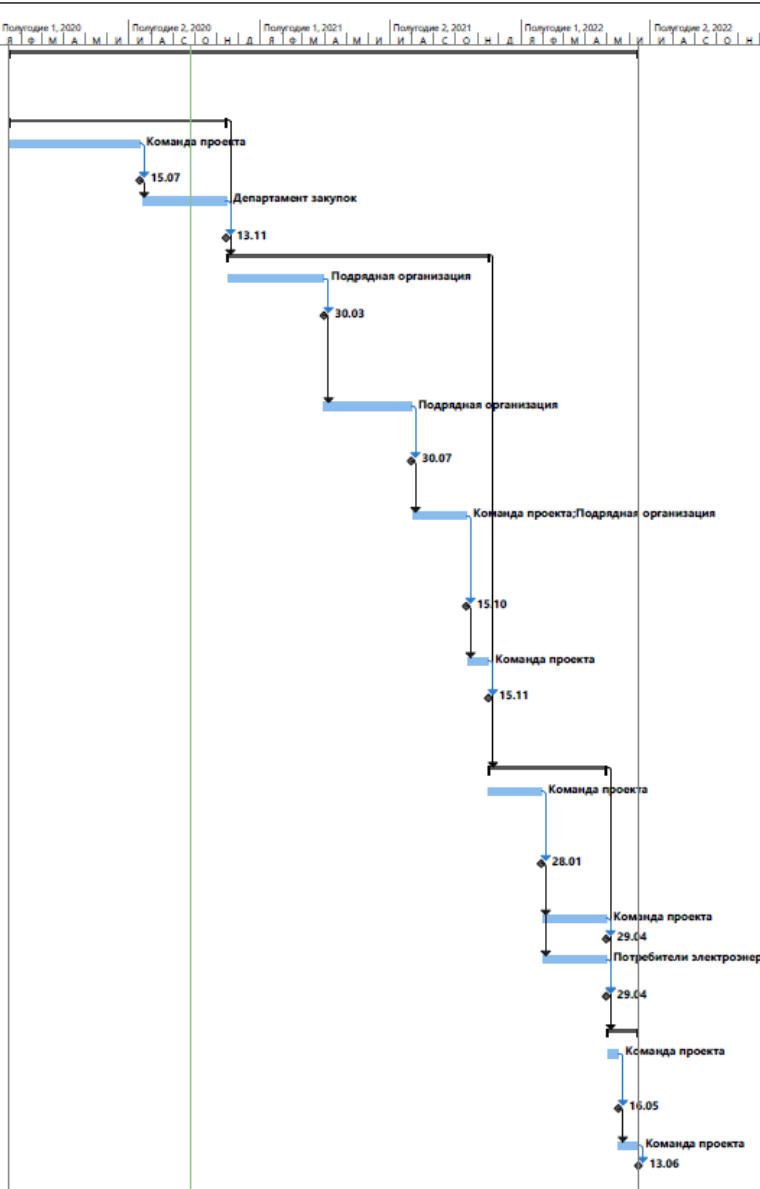 Полугодие 1, 2020 Полугодие 2, 2020 Полугодие 1, 2021 Полугодие 2, 2021 Полугодие 1, 2022 Полугодие 2, 2022
Я Ф М А М И И А С О Н Д Я Ф М А М И И А С О Н Д Я Ф М А М И И А С О Н
Команда проекта
15.07
Департамент закупок
13.11
Подрядная организация
30.03
Подрядная организация
30.07
Команда проекта;Подрядная организация
15.10
Команда проекта
15.11
Команда проекта
28.01
Команда проекта
29.04
Потребители электроэнер
29.04
Команда проекта
16.05
Команда проекта
13.06